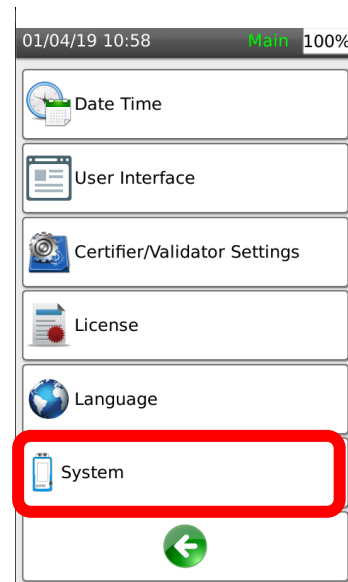 01/04/19 10:58 Main 100%
Date Time
User Interface
Certifier/Validator Settings
License
Language
System